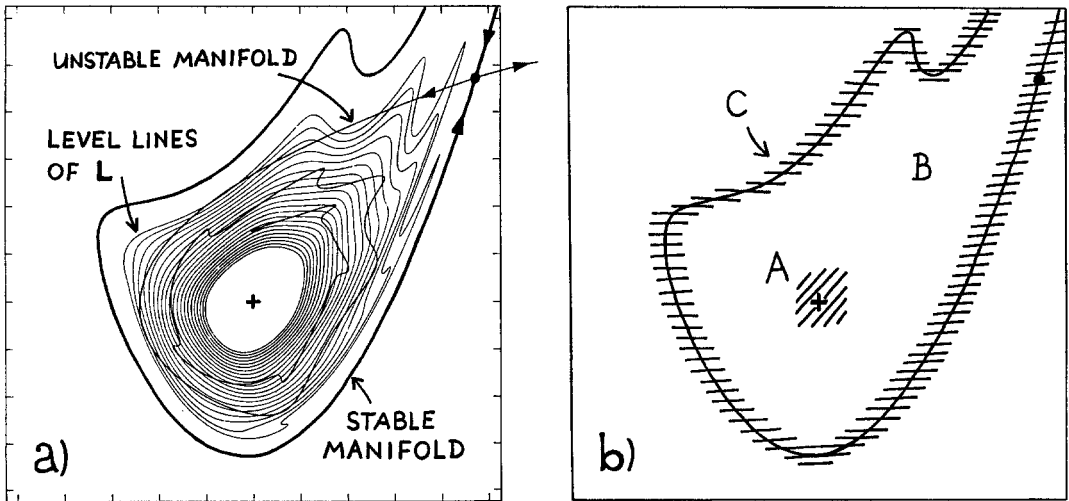 UNSTABLE MANIFOLD
LEVEL LINES
OF L
STABLE
MANIFOLD
a)
C
B
A
b)